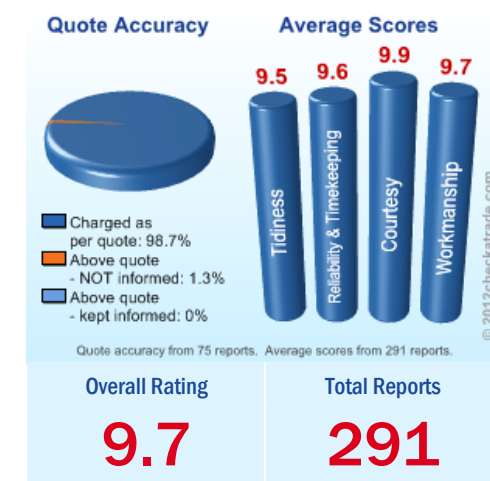 Quote Accuracy
Charged as
per quote: 98.7%
Above quote
- NOT informed: 1.3%
Above quote
- kept informed: 0%
Average Scores
9.5
9.6
9.9
9.7
Tidiness
Reliability & Timekeeping
Courtesy
Workmanship
© 2012checkatrade.com
Quote accuracy from 75 reports. Average scores from 291 reports.
Overall Rating
9.7
Total Reports
291